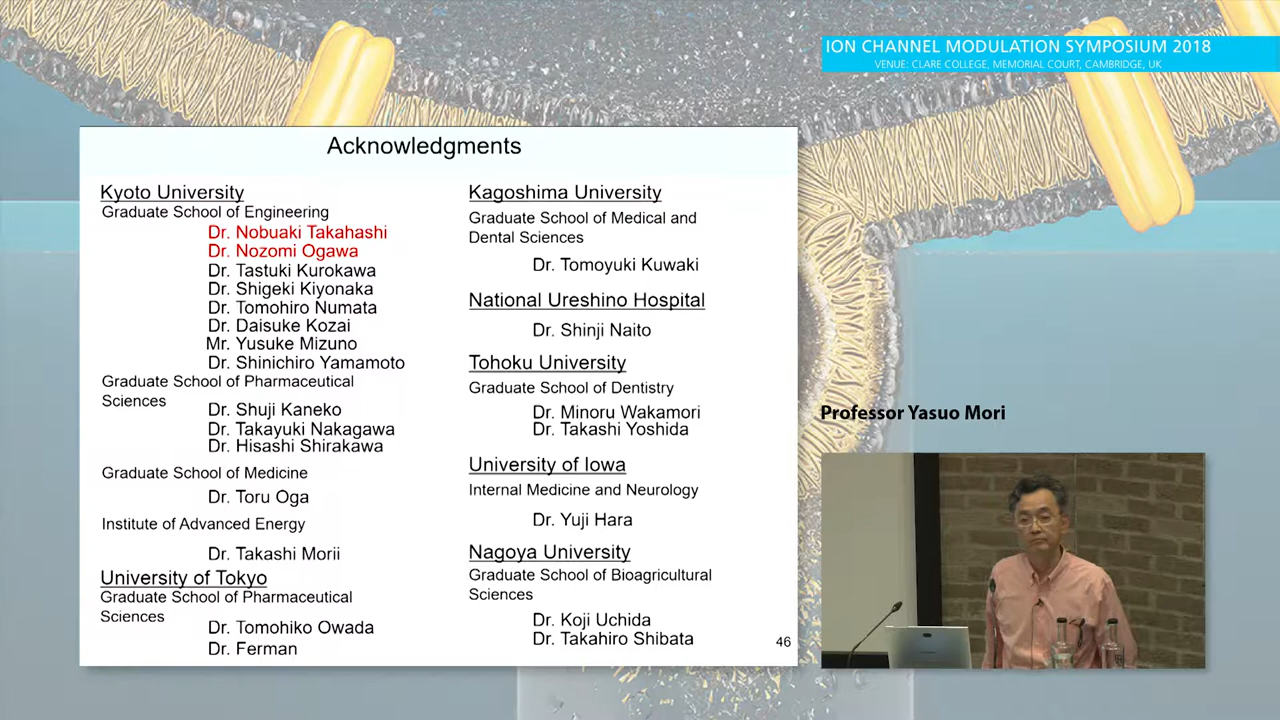 ION CHANNEL MODULATION SYMPOSIUM 2018
VENUE: CLARE COLLEGE, MEMORIAL COURT, CAMBRIDGE, UK
Acknowledgments
Kyoto University
Graduate School of Engineering
Dr. Nobuaki Takahashi
Dr. Nozomi Ogawa
Dr. Tastuki Kurokawa
Dr. Shigeki Kiyonaka
Dr. Tomohiro Numata
Dr. Daisuke Kozai
Mr. Yusuke Mizuno
Dr. Shinichiro Yamamoto
Graduate School of Pharmaceutical
Sciences
Dr. Shuji Kaneko
Dr. Takayuki Nakagawa
Dr. Hisashi Shirakawa
Graduate School of Medicine
Dr. Toru Oga
Institute of Advanced Energy
Dr. Takashi Morii
University of Tokyo
Graduate School of Pharmaceutical
Sciences
Dr. Tomohiko Owada
Dr. Ferman
Kagoshima University
Graduate School of Medical and
Dental Sciences
Dr. Tomoyuki Kuwaki
National Ureshino Hospital
Dr. Shinji Naito
Tohoku University
Graduate School of Dentistry
Dr. Minoru Wakamori
Dr. Takashi Yoshida
University of Iowa
Internal Medicine and Neurology
Dr. Yuji Hara
Nagoya University
Graduate School of Bioagricultural
Sciences
Dr. Koji Uchida
Dr. Takahiro Shibata
46
Professor Yasuo Mori